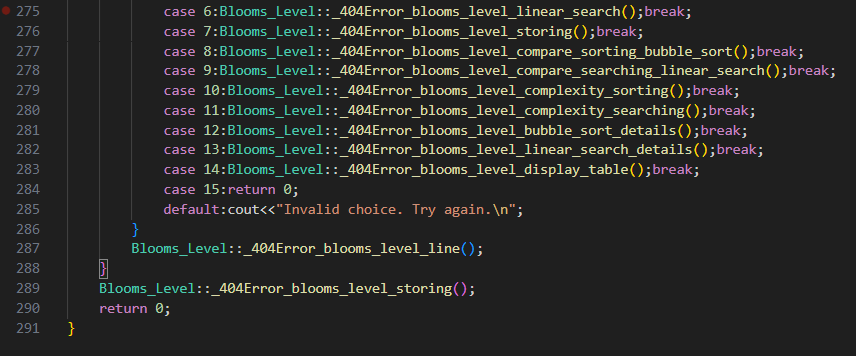 275 case 6:Blooms_Level::_404Error_blooms_level_linear_search();break;
276 case 7:Blooms_Level::_404Error_blooms_level_storing();break;
277 case 8:Blooms_Level::_404Error_blooms_level_compare_sorting_bubble_sort();break;
278 case 9:Blooms_Level::_404Error_blooms_level_compare_searching_linear_search();break;
279 case 10:Blooms_Level::_404Error_blooms_level_complexity_sorting();break;
280 case 11:Blooms_Level::_404Error_blooms_level_complexity_searching();break;
281 case 12:Blooms_Level::_404Error_blooms_level_bubble_sort_details();break;
282 case 13:Blooms_Level::_404Error_blooms_level_linear_search_details();break;
283 case 14:Blooms_Level::_404Error_blooms_level_display_table();break;
284 case 15:return 0;
285 default:cout<<"Invalid choice. Try again.\n";
286 }
287 Blooms_Level::_404Error_blooms_level_line();
288 }
289 Blooms_Level::_404Error_blooms_level_storing();
290 return 0;
291 }